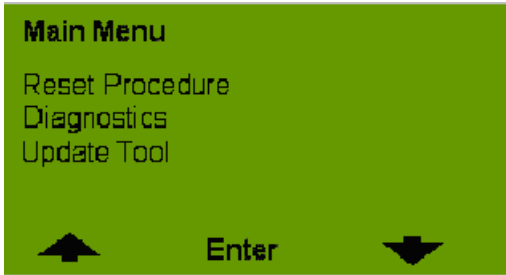 Main Menu
Reset Procedure
Diagnostics
Update Tool
Enter